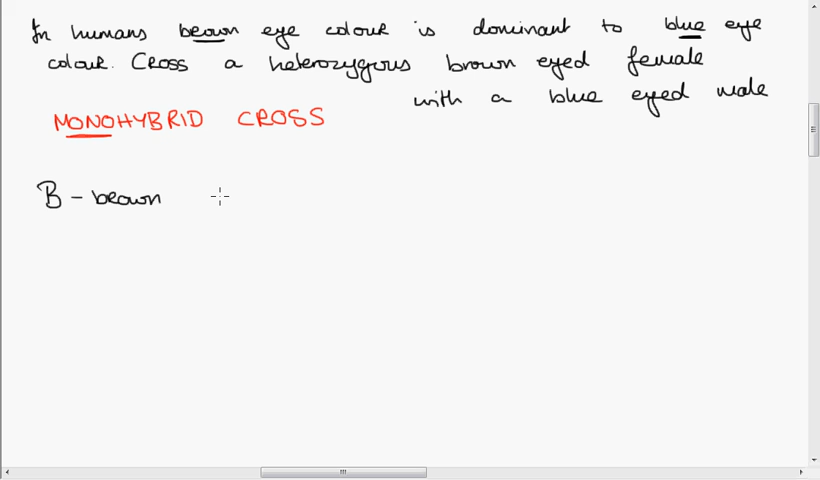 In humans brown eye colour is dominant to blue eye
colour. Cross a heterozygous brown eyed female
with a blue eyed male
MONOHYBRID CROSS
B - brown